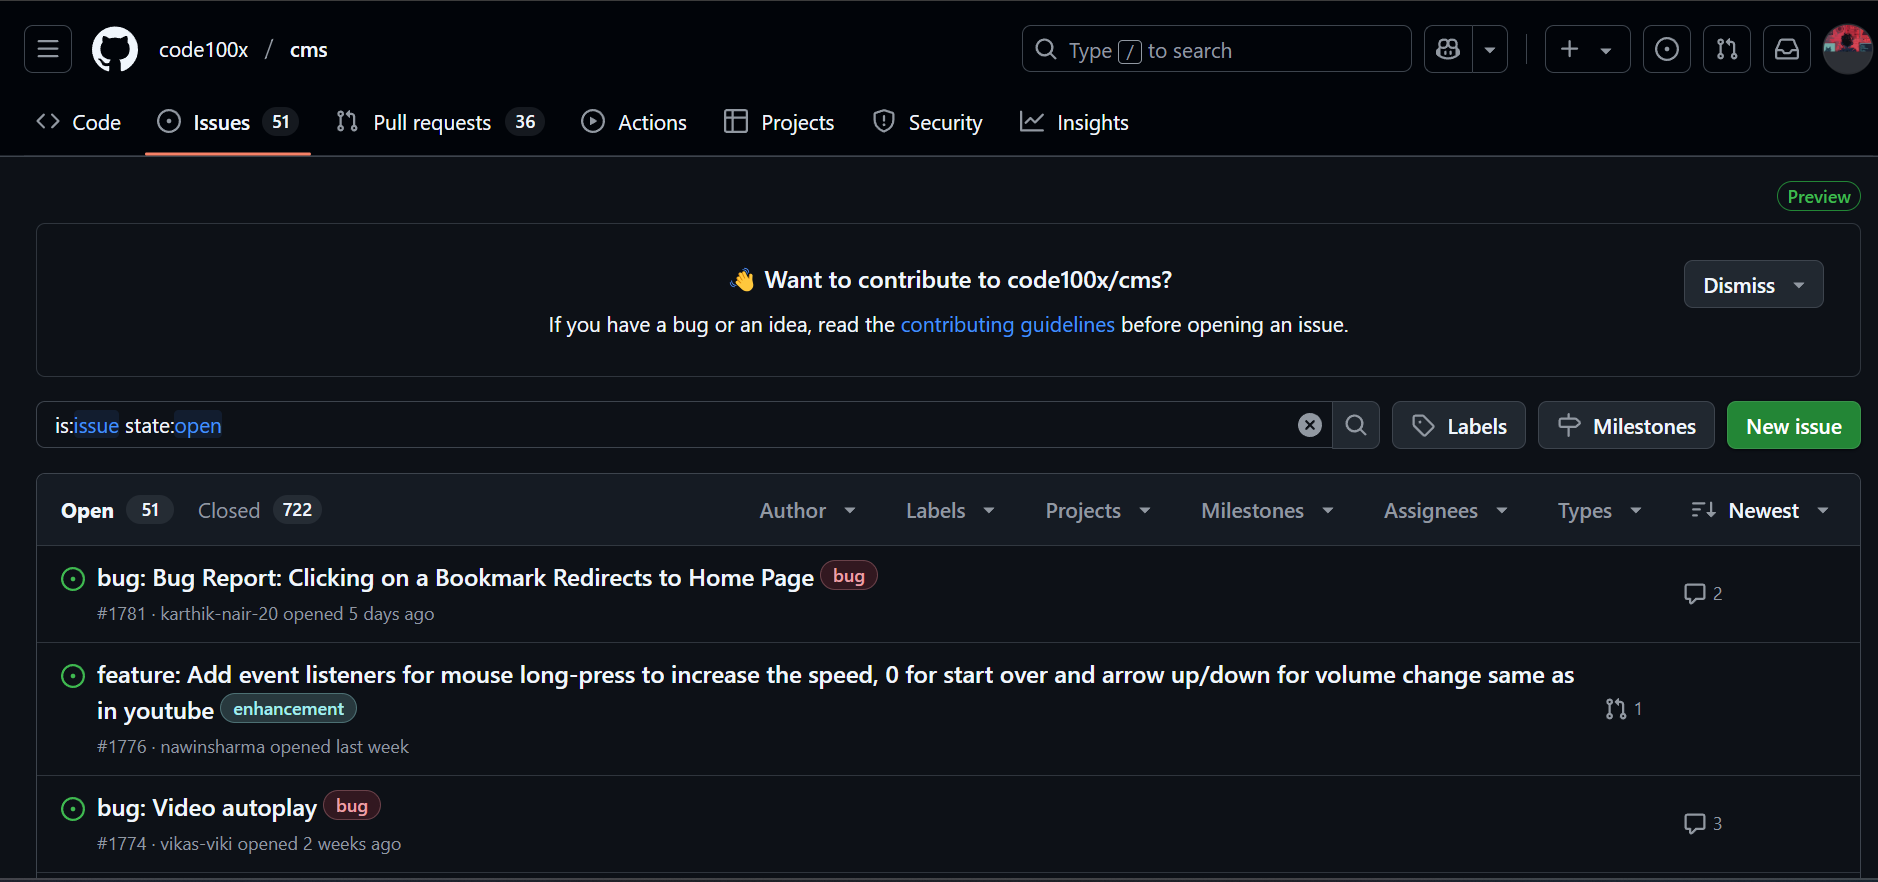 code100x / cms
Type / to search
Code Issues 51 Pull requests 36 Actions Projects Security Insights
Preview
👋 Want to contribute to code100x/cms?
Dismiss
If you have a bug or an idea, read the contributing guidelines before opening an issue.
is:issue state:open
Labels Milestones New issue
Open 51 Closed 722 Author Labels Projects Milestones Assignees Types Newest
bug: Bug Report: Clicking on a Bookmark Redirects to Home Page bug
2
#1781 · karthik-nair-20 opened 5 days ago
feature: Add event listeners for mouse long-press to increase the speed, 0 for start over and arrow up/down for volume change same as
in youtube enhancement
1
#1776 · nawinsharma opened last week
bug: Video autoplay bug
3
#1774 · vikas-viki opened 2 weeks ago